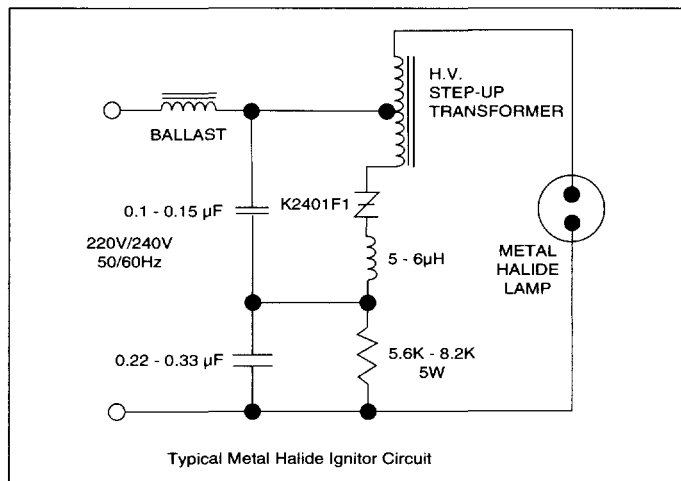 H.V.
STEP-UP
TRANSFORMER
BALLAST
K2401F1
0.1 - 0.15 µF
220V/240V
50/60Hz
5 - 6µH
METAL
HALIDE
LAMP
0.22 - 0.33 µF
5.6K - 8.2K
5W
Typical Metal Halide Ignitor Circuit